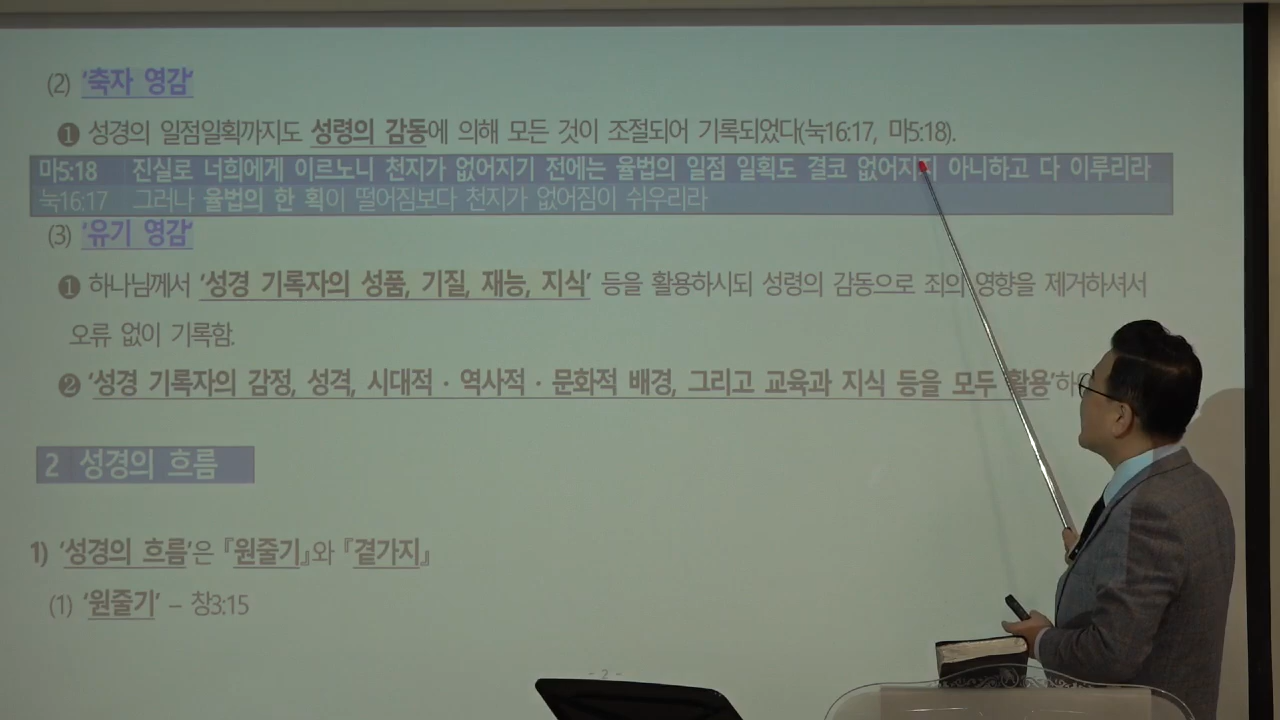 (2) '축자 영감'
❶ 성경의 일점일획까지도 성령의 감동에 의해 모든 것이 조절되어 기록되었다(눅16:17, 마5:18).
마5:18 진실로 너희에게 이르노니 천지가 없어지기 전에는 율법의 일점 일획도 결코 없어지 아니하고 다 이루리라
눅16:17 그러나 율법의 한 획이 떨어짐보다 천지가 없어짐이 쉬우리라
(3) '유기 영감'
❶ 하나님께서 '성경 기록자의 성품, 기질, 재능, 지식' 등을 활용하시되 성령의 감동으로 죄의 영향을 제거하셔서
오류 없이 기록함.
❷ '성경 기록자의 감정, 성격, 시대적·역사적·문화적 배경, 그리고 교육과 지식 등을 모두 활용'하
2 성경의 흐름
1) '성경의 흐름'은 『원줄기』와 『곁가지』
(1) '원줄기' – 창3:15
- 2 -